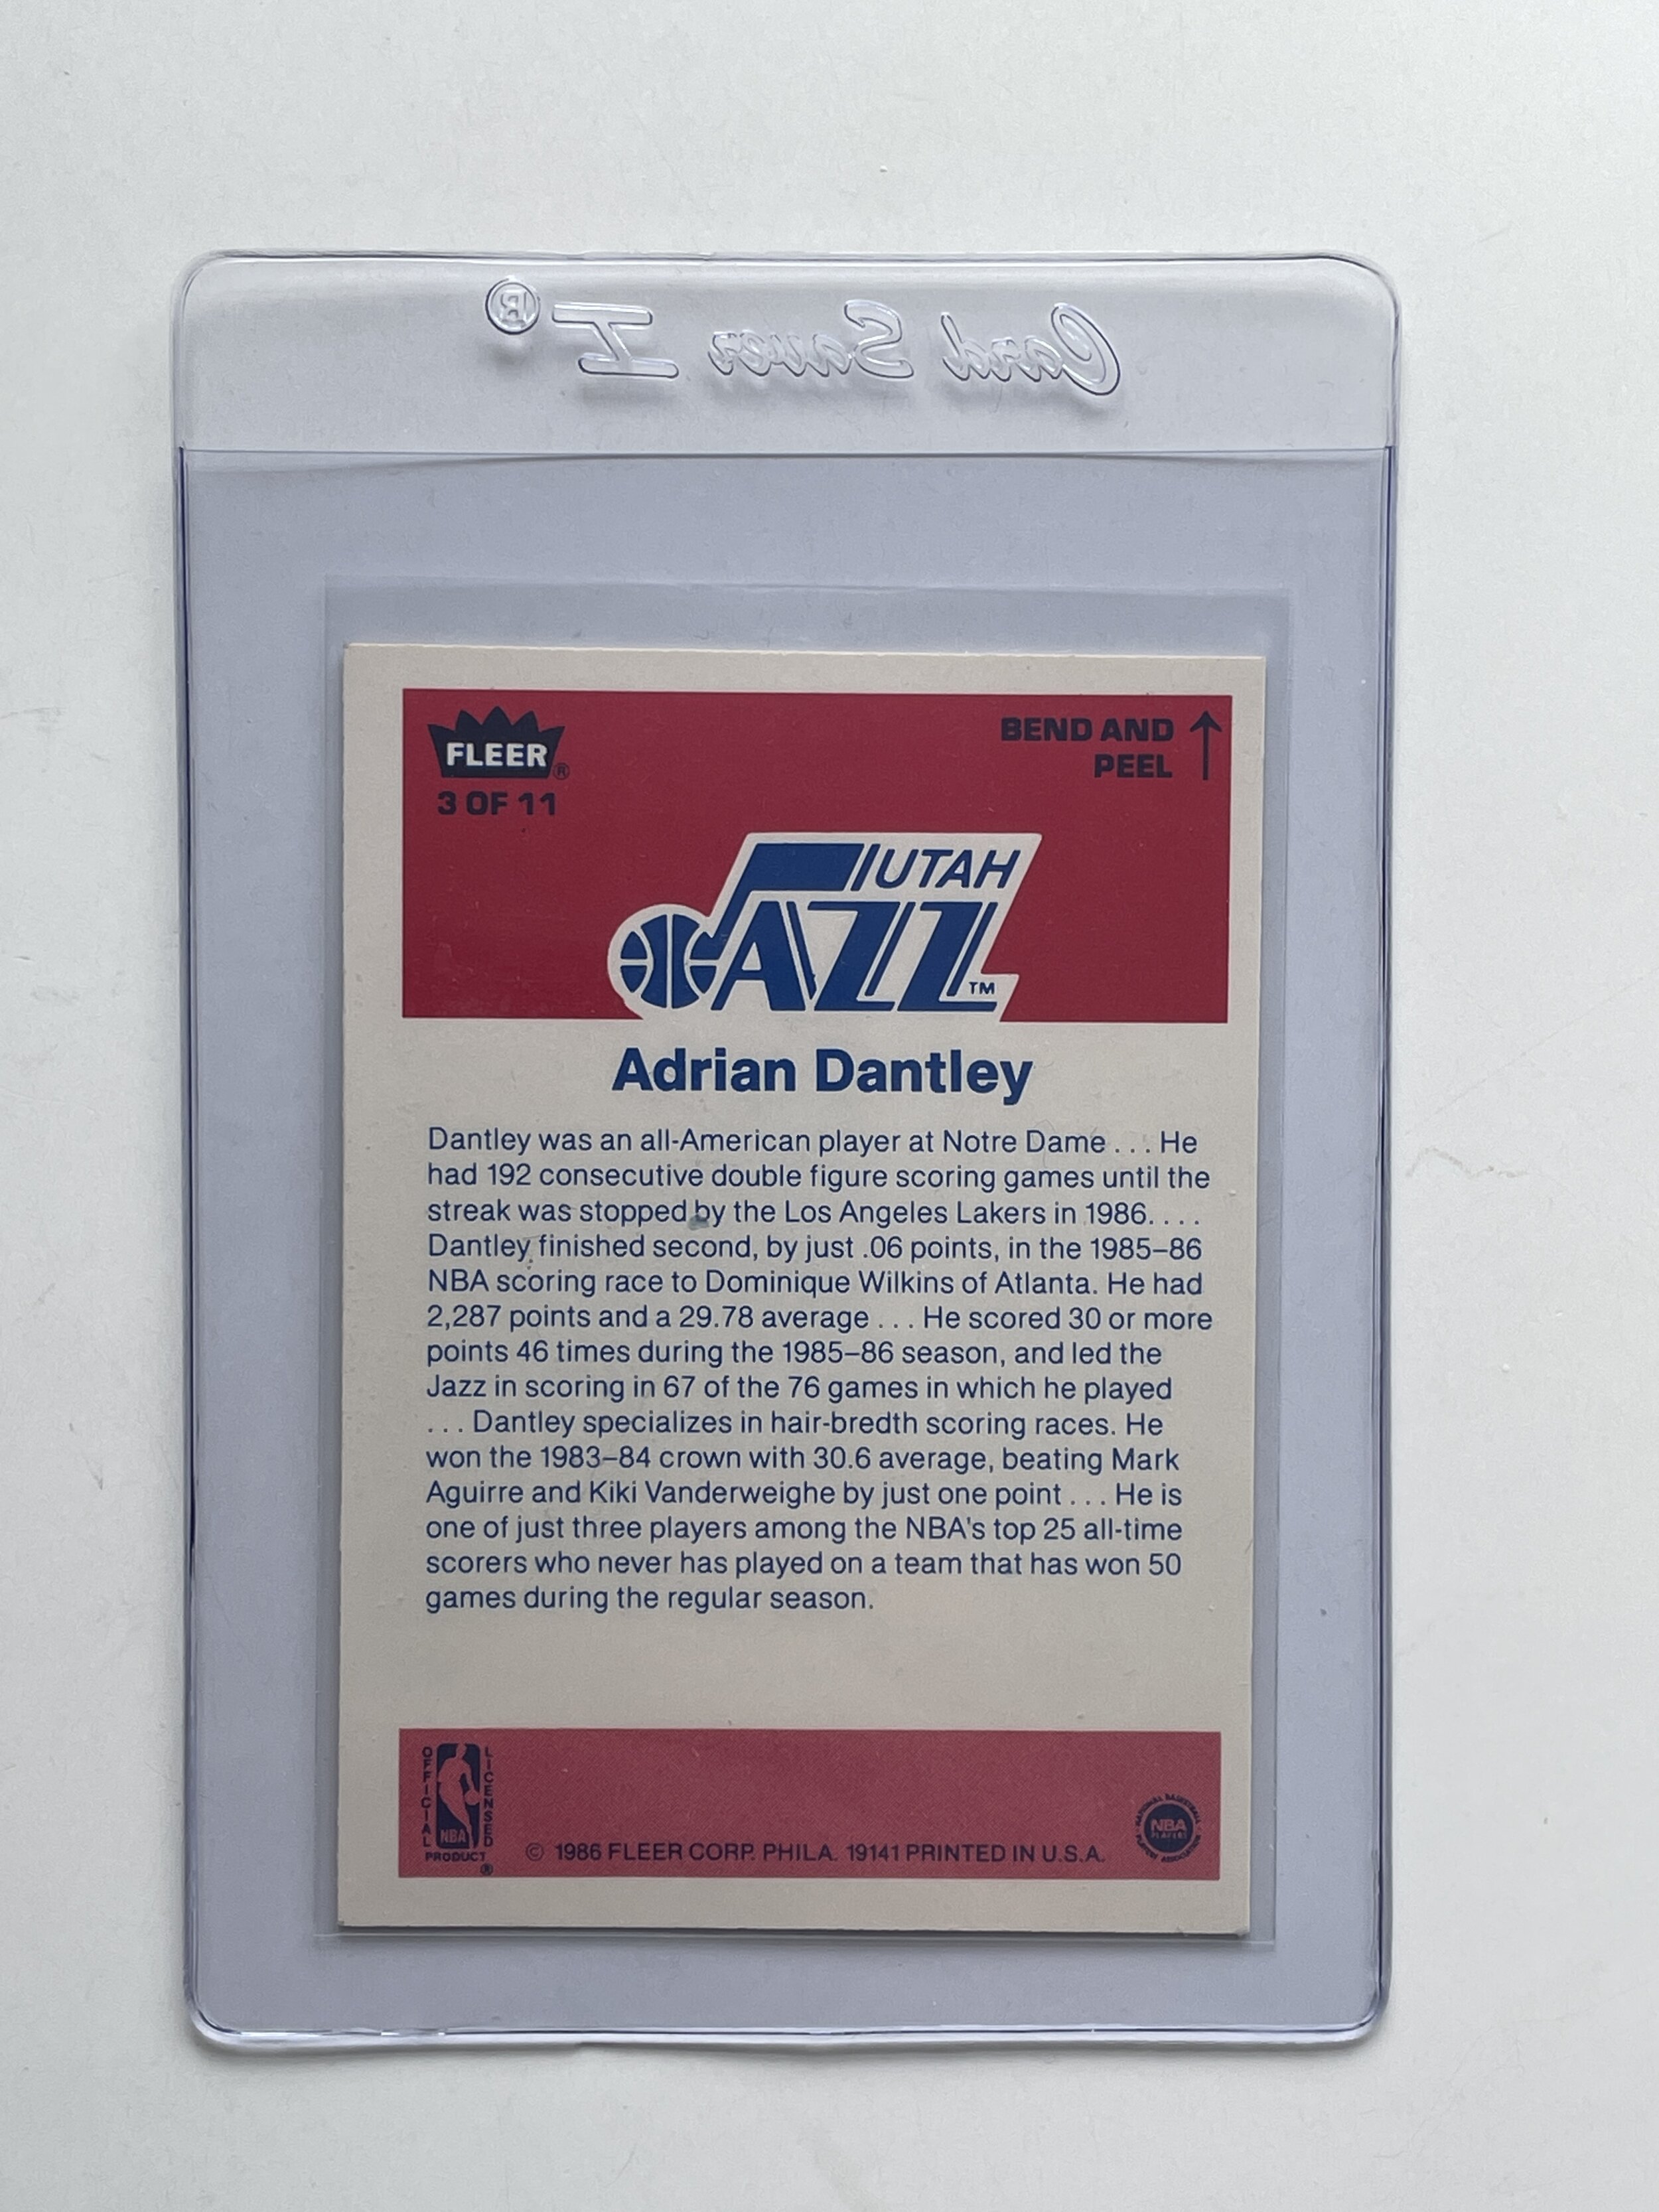 Card Saver I®
FLEER®
3 OF 11
BEND AND
PEEL
UTAH
JAZZ™
Adrian Dantley
Dantley was an all-American player at Notre Dame . . . He
had 192 consecutive double figure scoring games until the
streak was stopped by the Los Angeles Lakers in 1986. . . .
Dantley finished second, by just .06 points, in the 1985–86
NBA scoring race to Dominique Wilkins of Atlanta. He had
2,287 points and a 29.78 average . . . He scored 30 or more
points 46 times during the 1985–86 season, and led the
Jazz in scoring in 67 of the 76 games in which he played
. . . Dantley specializes in hair-bredth scoring races. He
won the 1983–84 crown with 30.6 average, beating Mark
Aguirre and Kiki Vanderweighe by just one point . . . He is
one of just three players among the NBA's top 25 all-time
scorers who never has played on a team that has won 50
games during the regular season.
OFFICIAL
LICENSED
NBA
PRODUCT
®
© 1986 FLEER CORP. PHILA. 19141 PRINTED IN U.S.A.
NATIONAL BASKETBALL
NBA
PLAYERS
PLAYERS ASSOCIATION